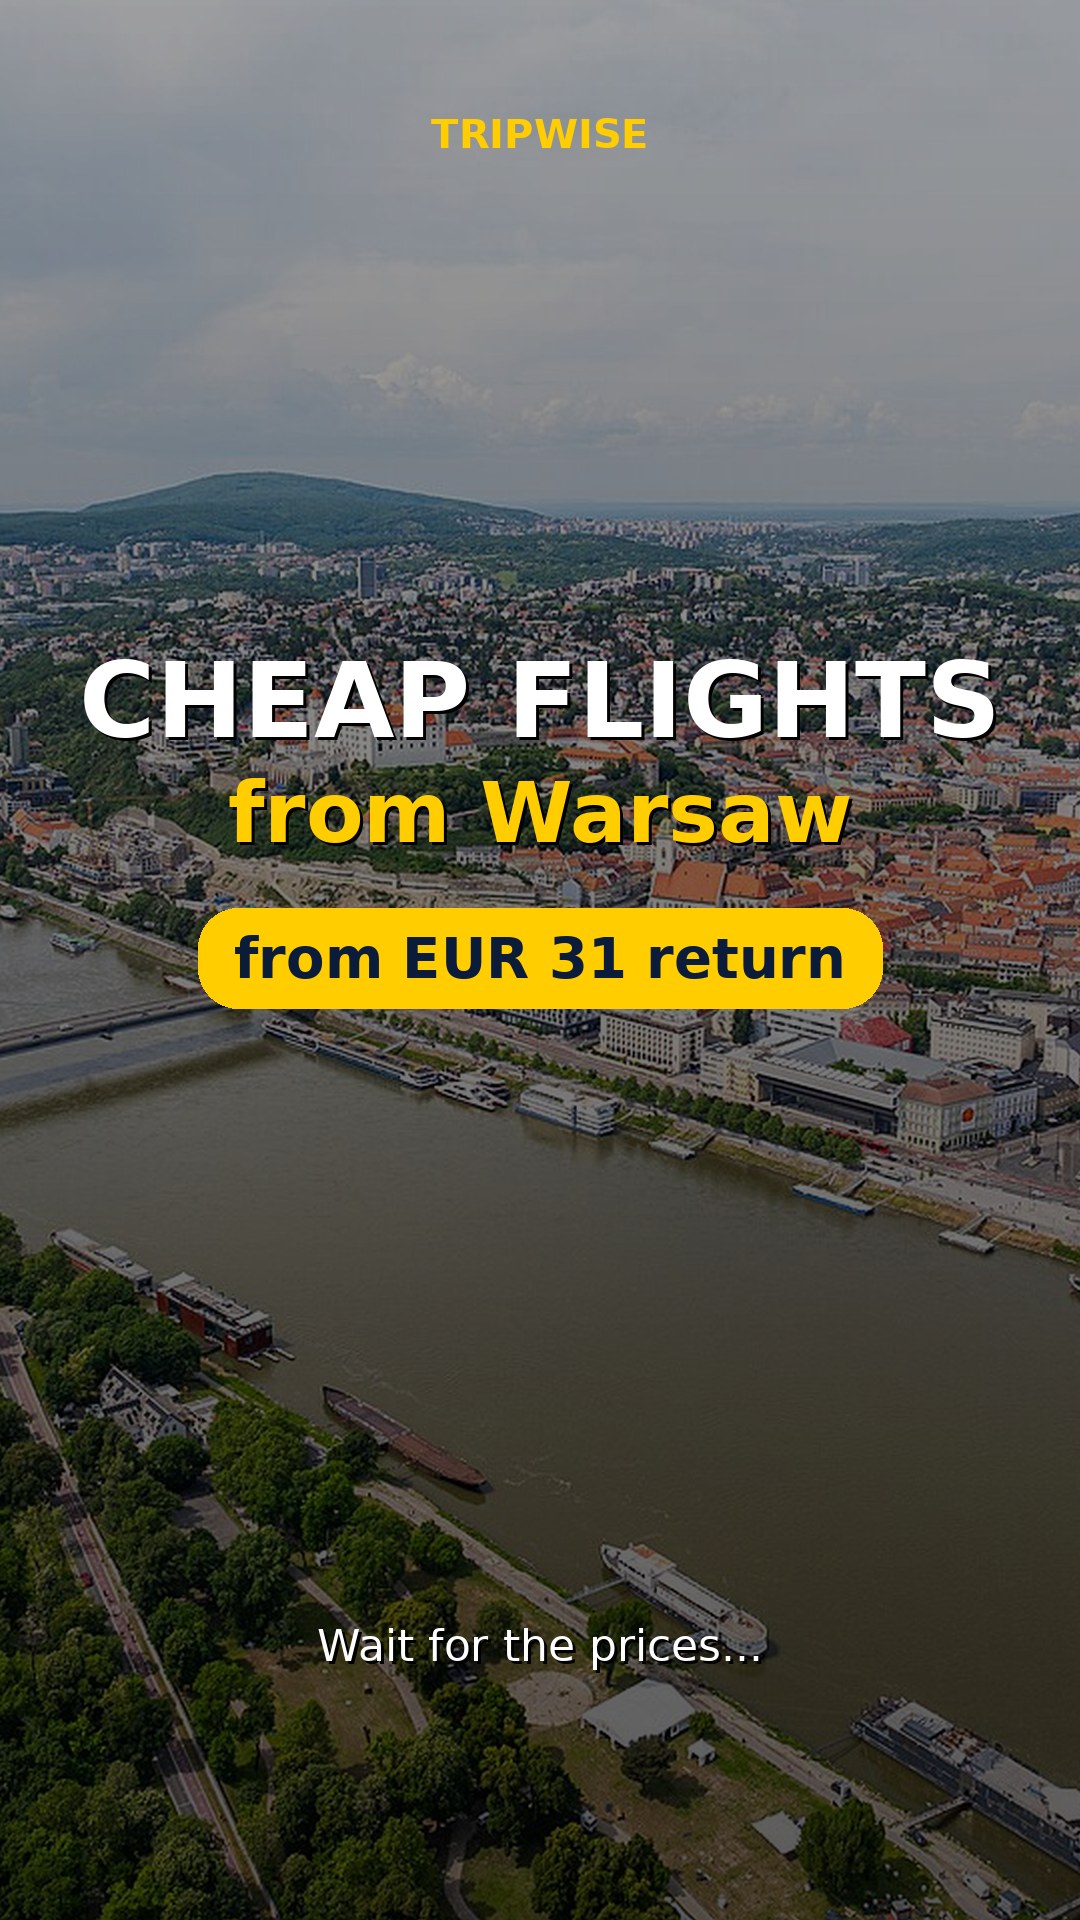 TRIPWISE
CHEAP FLIGHTS
from Warsaw
from EUR 31 return
Wait for the prices...